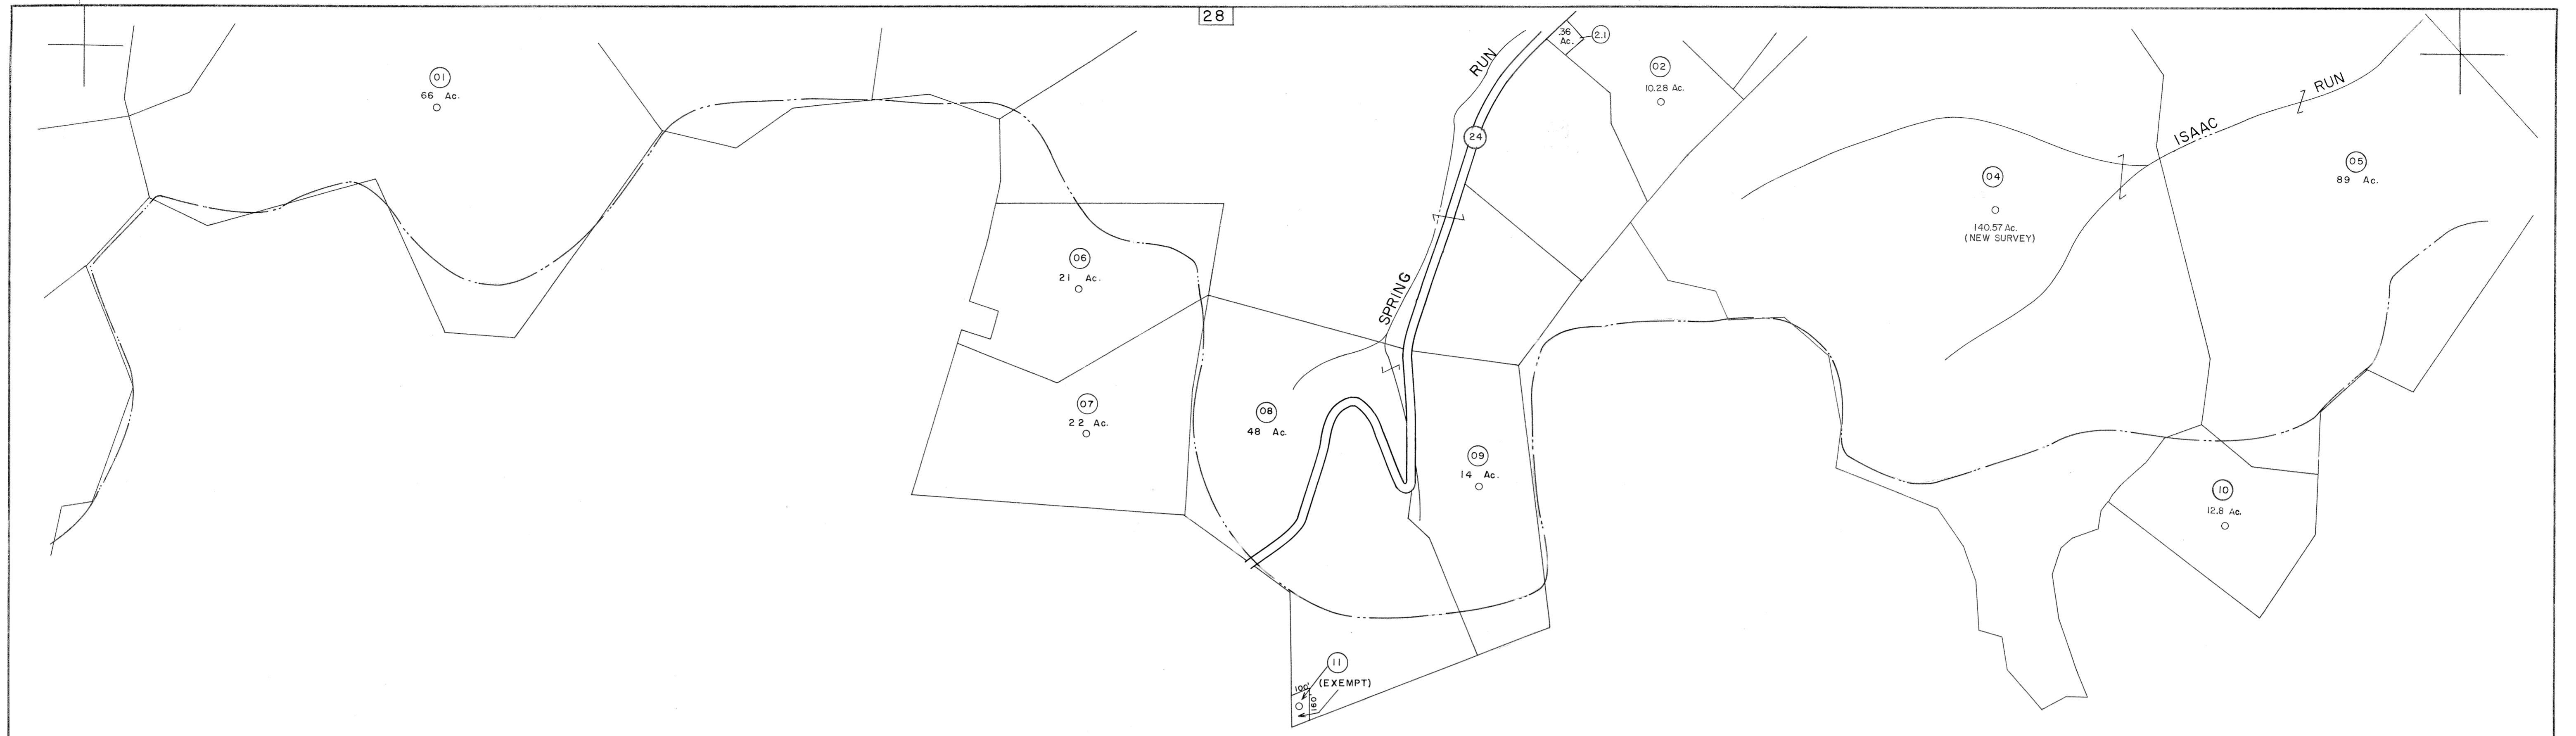 28
.36
Ac.
2.1
01
66 Ac.
02
10.28 Ac.
RUN
24
ISAAC RUN
05
89 Ac.
04
140.57 Ac.
(NEW SURVEY)
06
21 Ac.
SPRING
07
22 Ac.
08
48 Ac.
09
14 Ac.
10
12.8 Ac.
11
(EXEMPT)
100'
160'